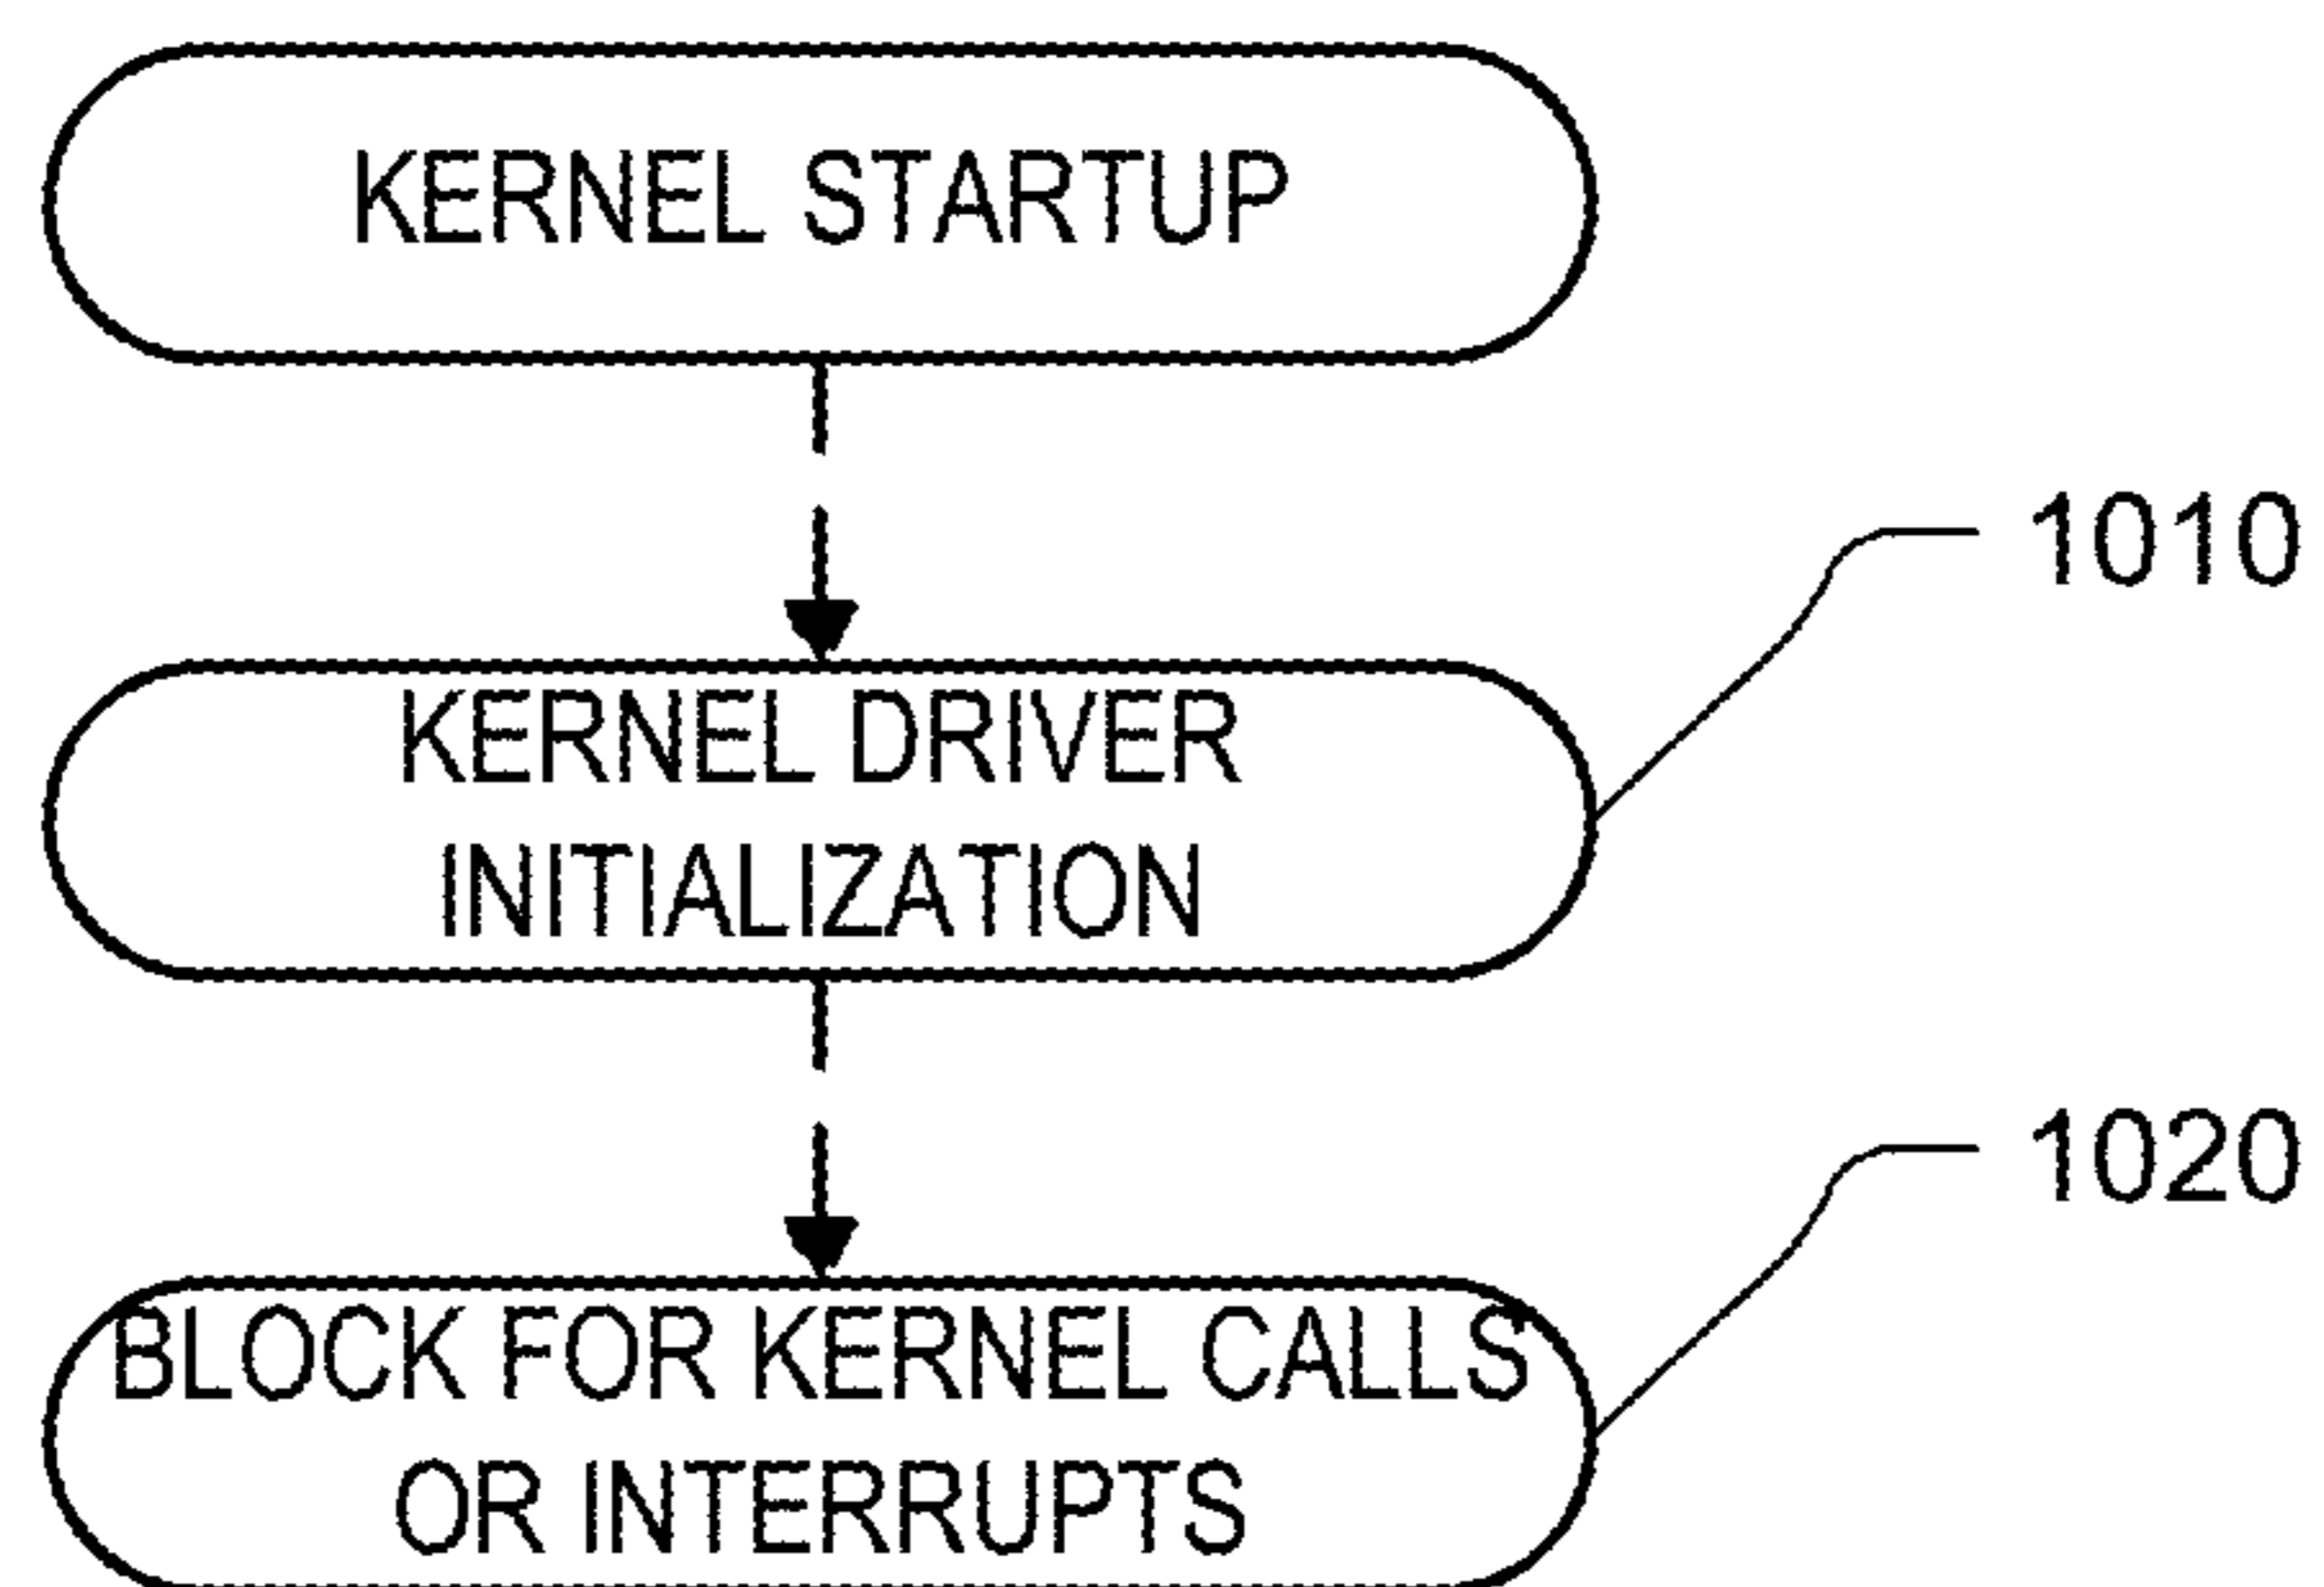 KERNEL STARTUP
1010
KERNEL DRIVER
INITIALIZATION
1020
BLOCK FOR KERNEL CALLS
OR INTERRUPTS